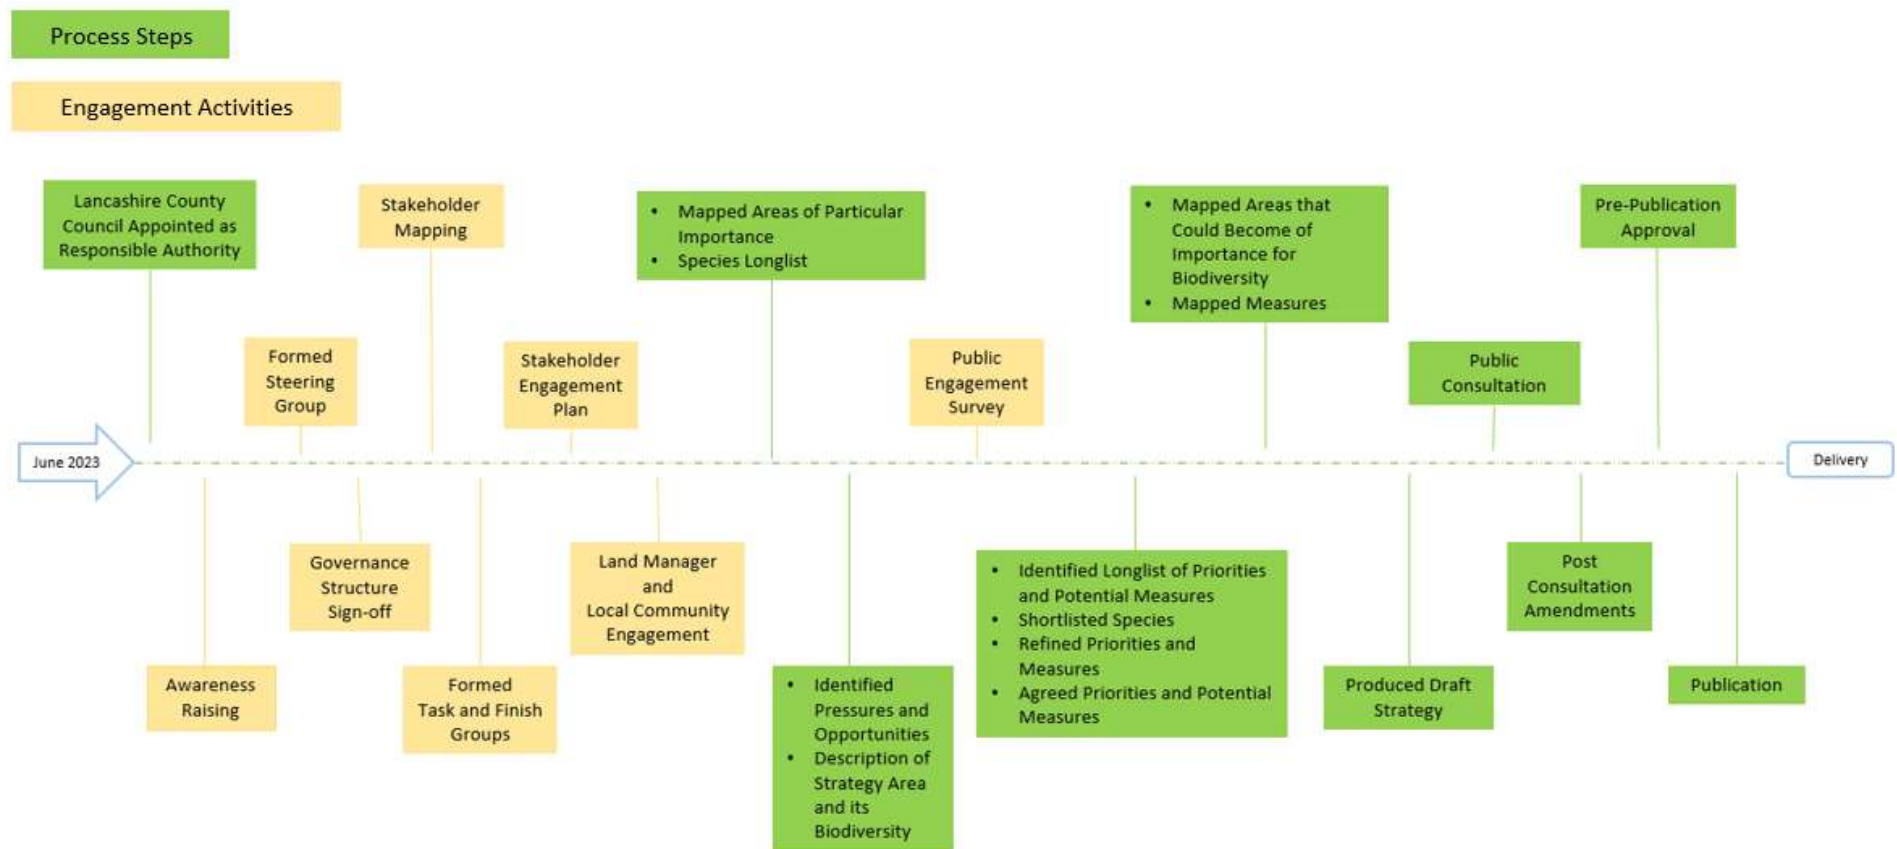 Process Steps
Engagement Activities
Lancashire County
Council Appointed as
Responsible Authority
Stakeholder
Mapping
• Mapped Areas of Particular
Importance
• Species Longlist
• Mapped Areas that
Could Become of
Importance for
Biodiversity
• Mapped Measures
Pre-Publication
Approval
Formed
Steering
Group
Stakeholder
Engagement
Plan
Public
Engagement
Survey
Public
Consultation
June 2023
Delivery
Governance
Structure
Sign-off
Land Manager
and
Local Community
Engagement
• Identified Longlist of Priorities
and Potential Measures
• Shortlisted Species
• Refined Priorities and
Measures
• Agreed Priorities and Potential
Measures
Post
Consultation
Amendments
Awareness
Raising
Formed
Task and Finish
Groups
• Identified
Pressures and
Opportunities
• Description of
Strategy Area
and its
Biodiversity
Produced Draft
Strategy
Publication